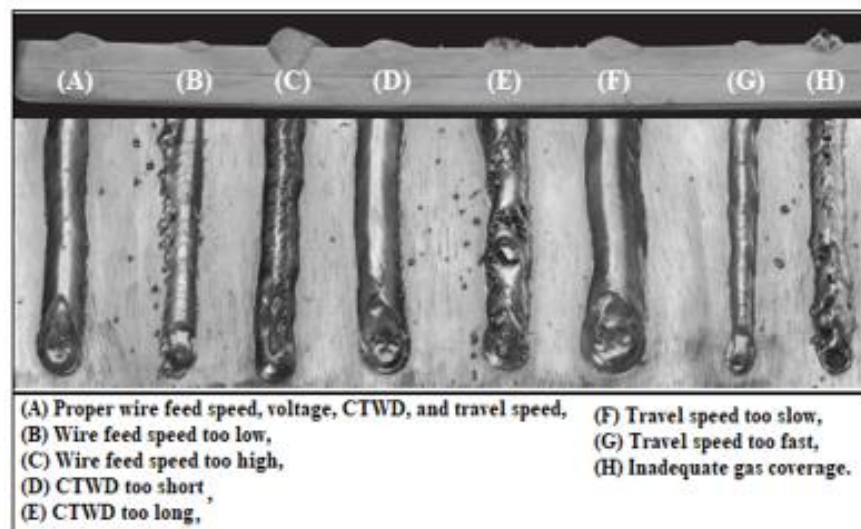 (A) (B) (C) (D) (E) (F) (G) (H)
(A) Proper wire feed speed, voltage, CTWD, and travel speed,
(B) Wire feed speed too low,
(C) Wire feed speed too high,
(D) CTWD too short ,
(E) CTWD too long,
(F) Travel speed too slow,
(G) Travel speed too fast,
(H) Inadequate gas coverage.